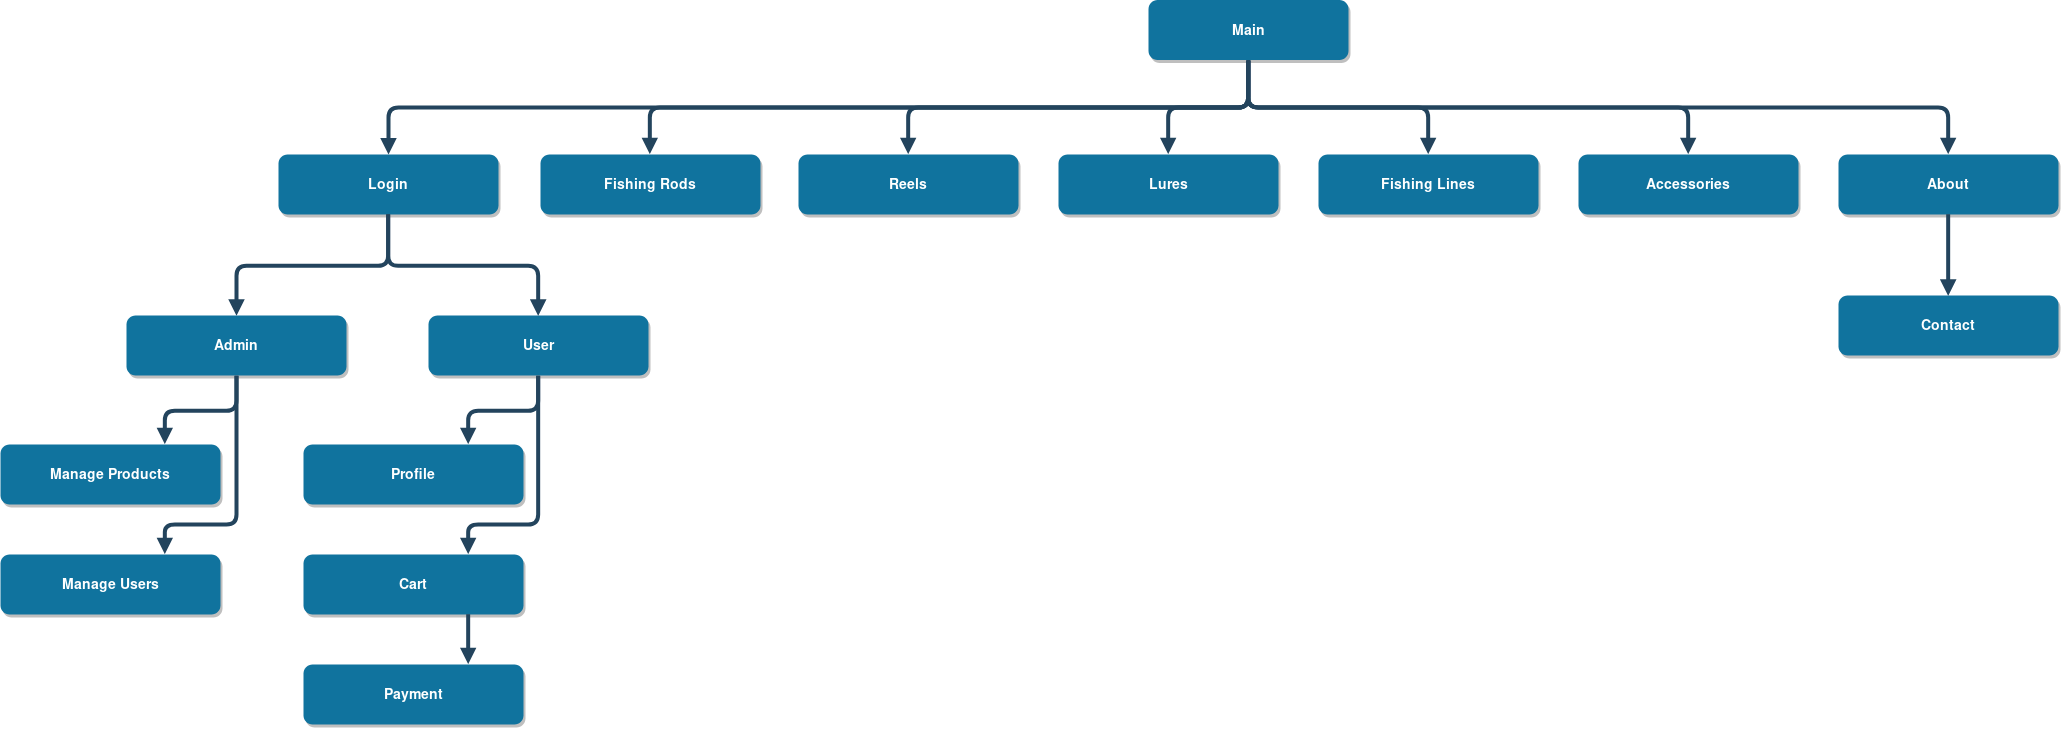 Main
Login
Fishing Rods
Reels
Lures
Fishing Lines
Accessories
About
Admin
User
Contact
Manage Products
Profile
Manage Users
Cart
Payment